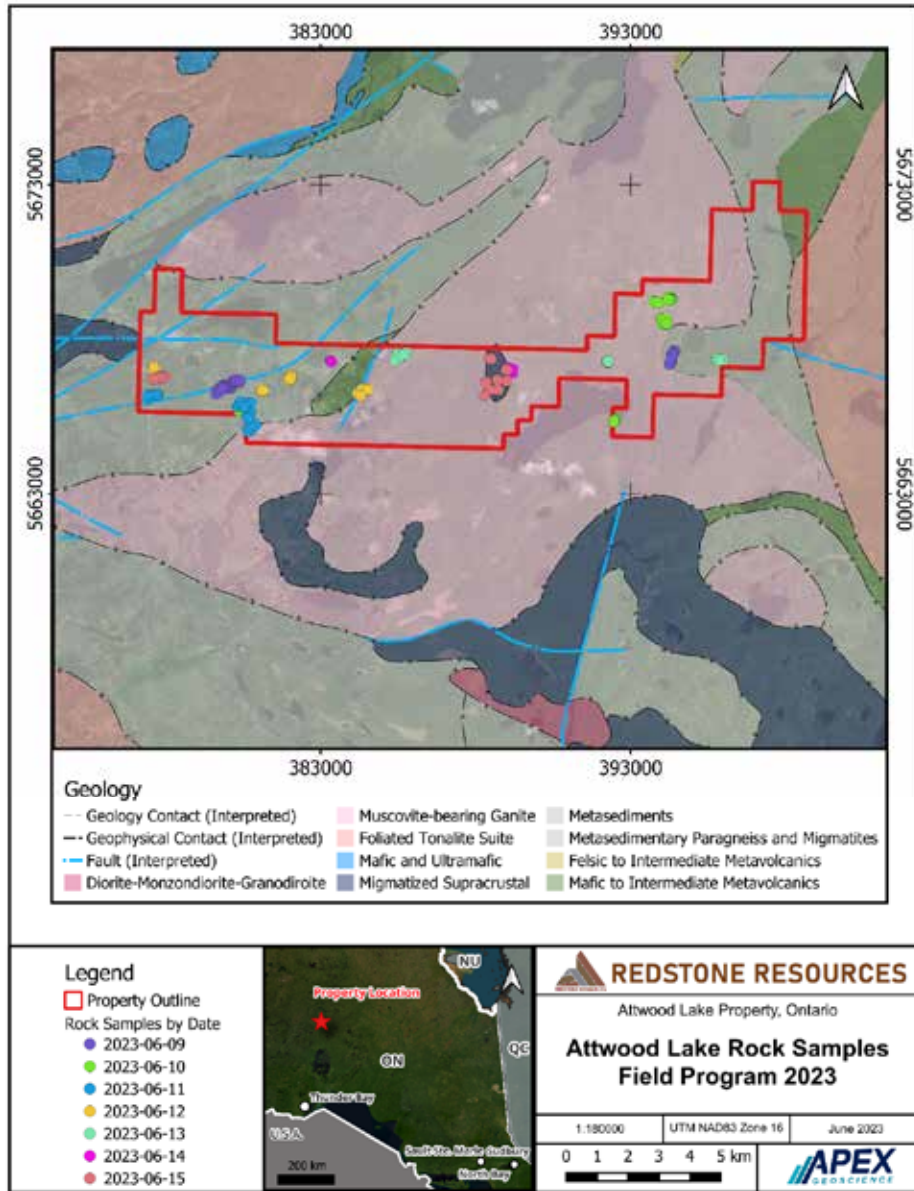 383000 393000
5673000 5673000
5663000 5663000
383000 393000
Geology
Geology Contact (Interpreted)
Geophysical Contact (Interpreted)
Fault (Interpreted)
Diorite-Monzondiorite-Granodiroite
Muscovite-bearing Ganite
Foliated Tonalite Suite
Mafic and Ultramafic
Migmatized Supracrustal
Metasediments
Metasedimentary Paragneiss and Migmatites
Felsic to Intermediate Metavolcanics
Mafic to Intermediate Metavolcanics
Legend
Property Outline
Rock Samples by Date
2023-06-09
2023-06-10
2023-06-11
2023-06-12
2023-06-13
2023-06-14
2023-06-15
NU
Property Location
ON
QC
Thunder Bay
U.S.A.
Sault Ste. Marie Sudbury
North Bay
200 km
REDSTONE RESOURCES
Attwood Lake Property, Ontario
Attwood Lake Rock Samples
Field Program 2023
1:180000 UTM NAD83 Zone 16 June 2023
0 1 2 3 4 5 km
APEX
GEOSCIENCE